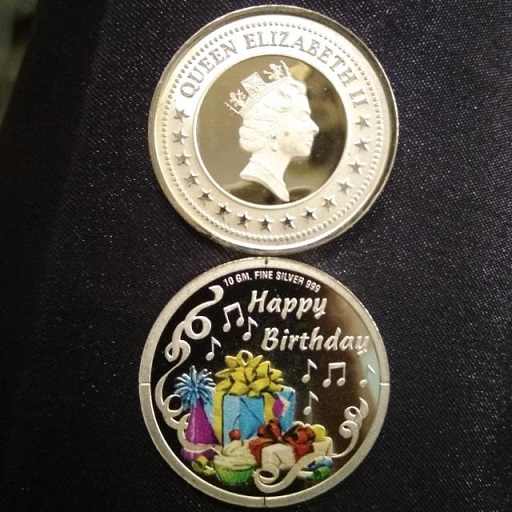 QUEEN ELIZABETH II
10 GM. FINE SILVER 999
Happy
Birthday